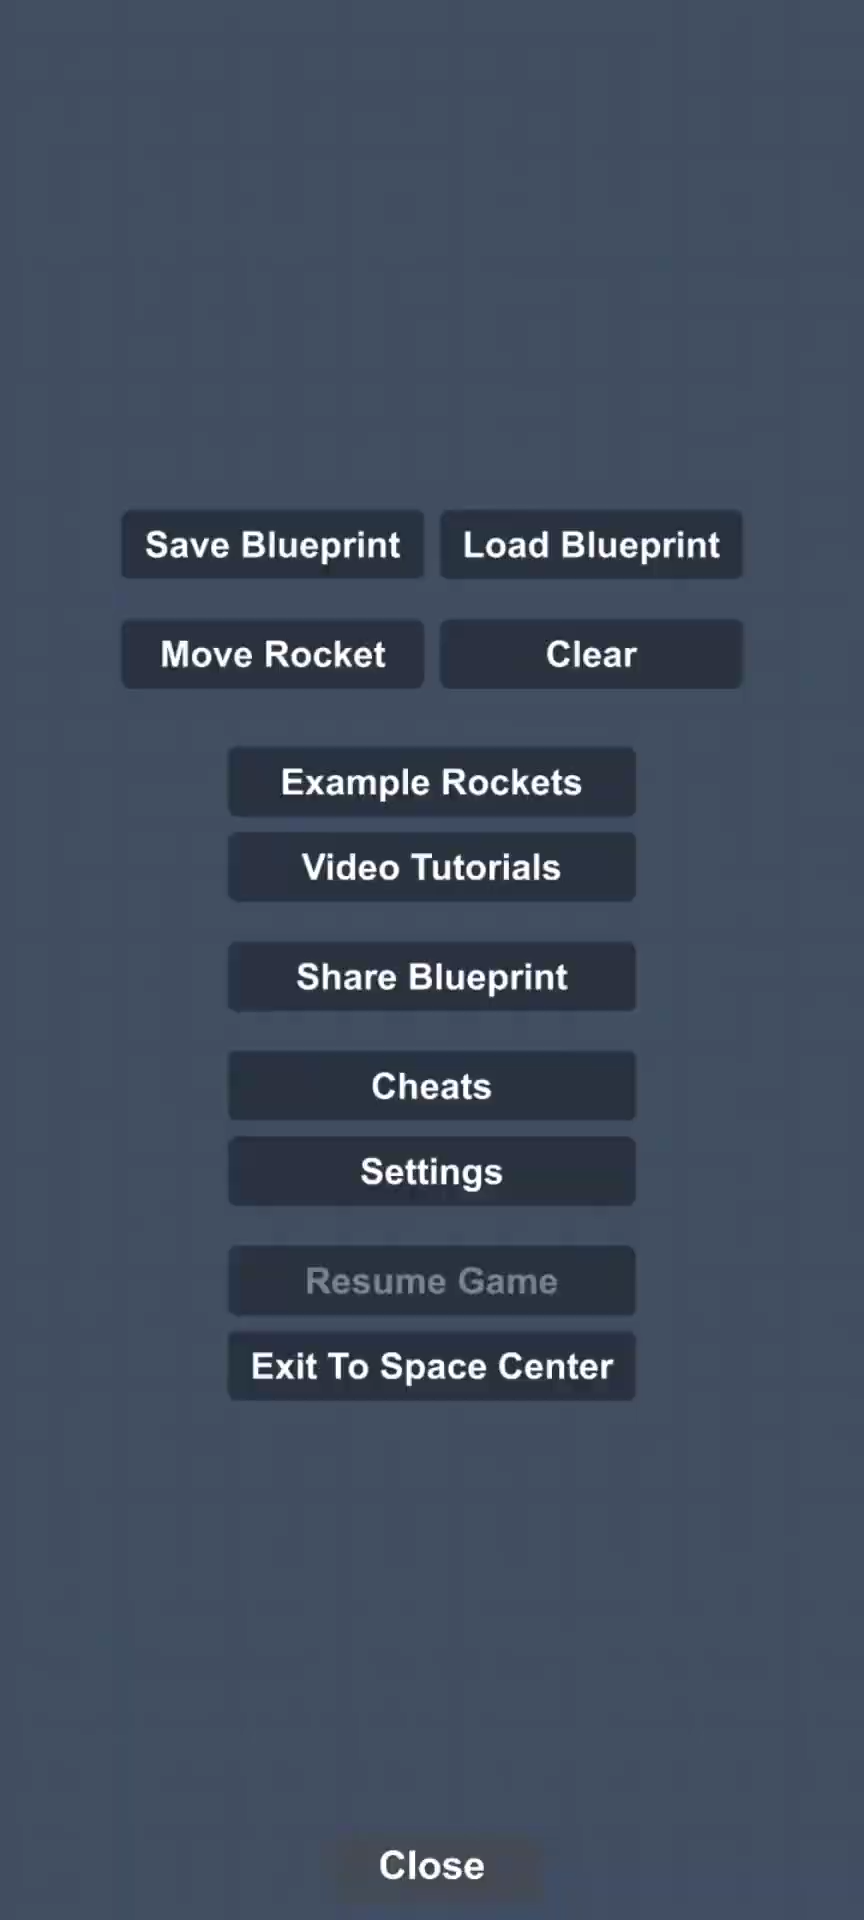 Save Blueprint
Load Blueprint
Move Rocket
Clear
Example Rockets
Video Tutorials
Share Blueprint
Cheats
Settings
Resume Game
Exit To Space Center
Close